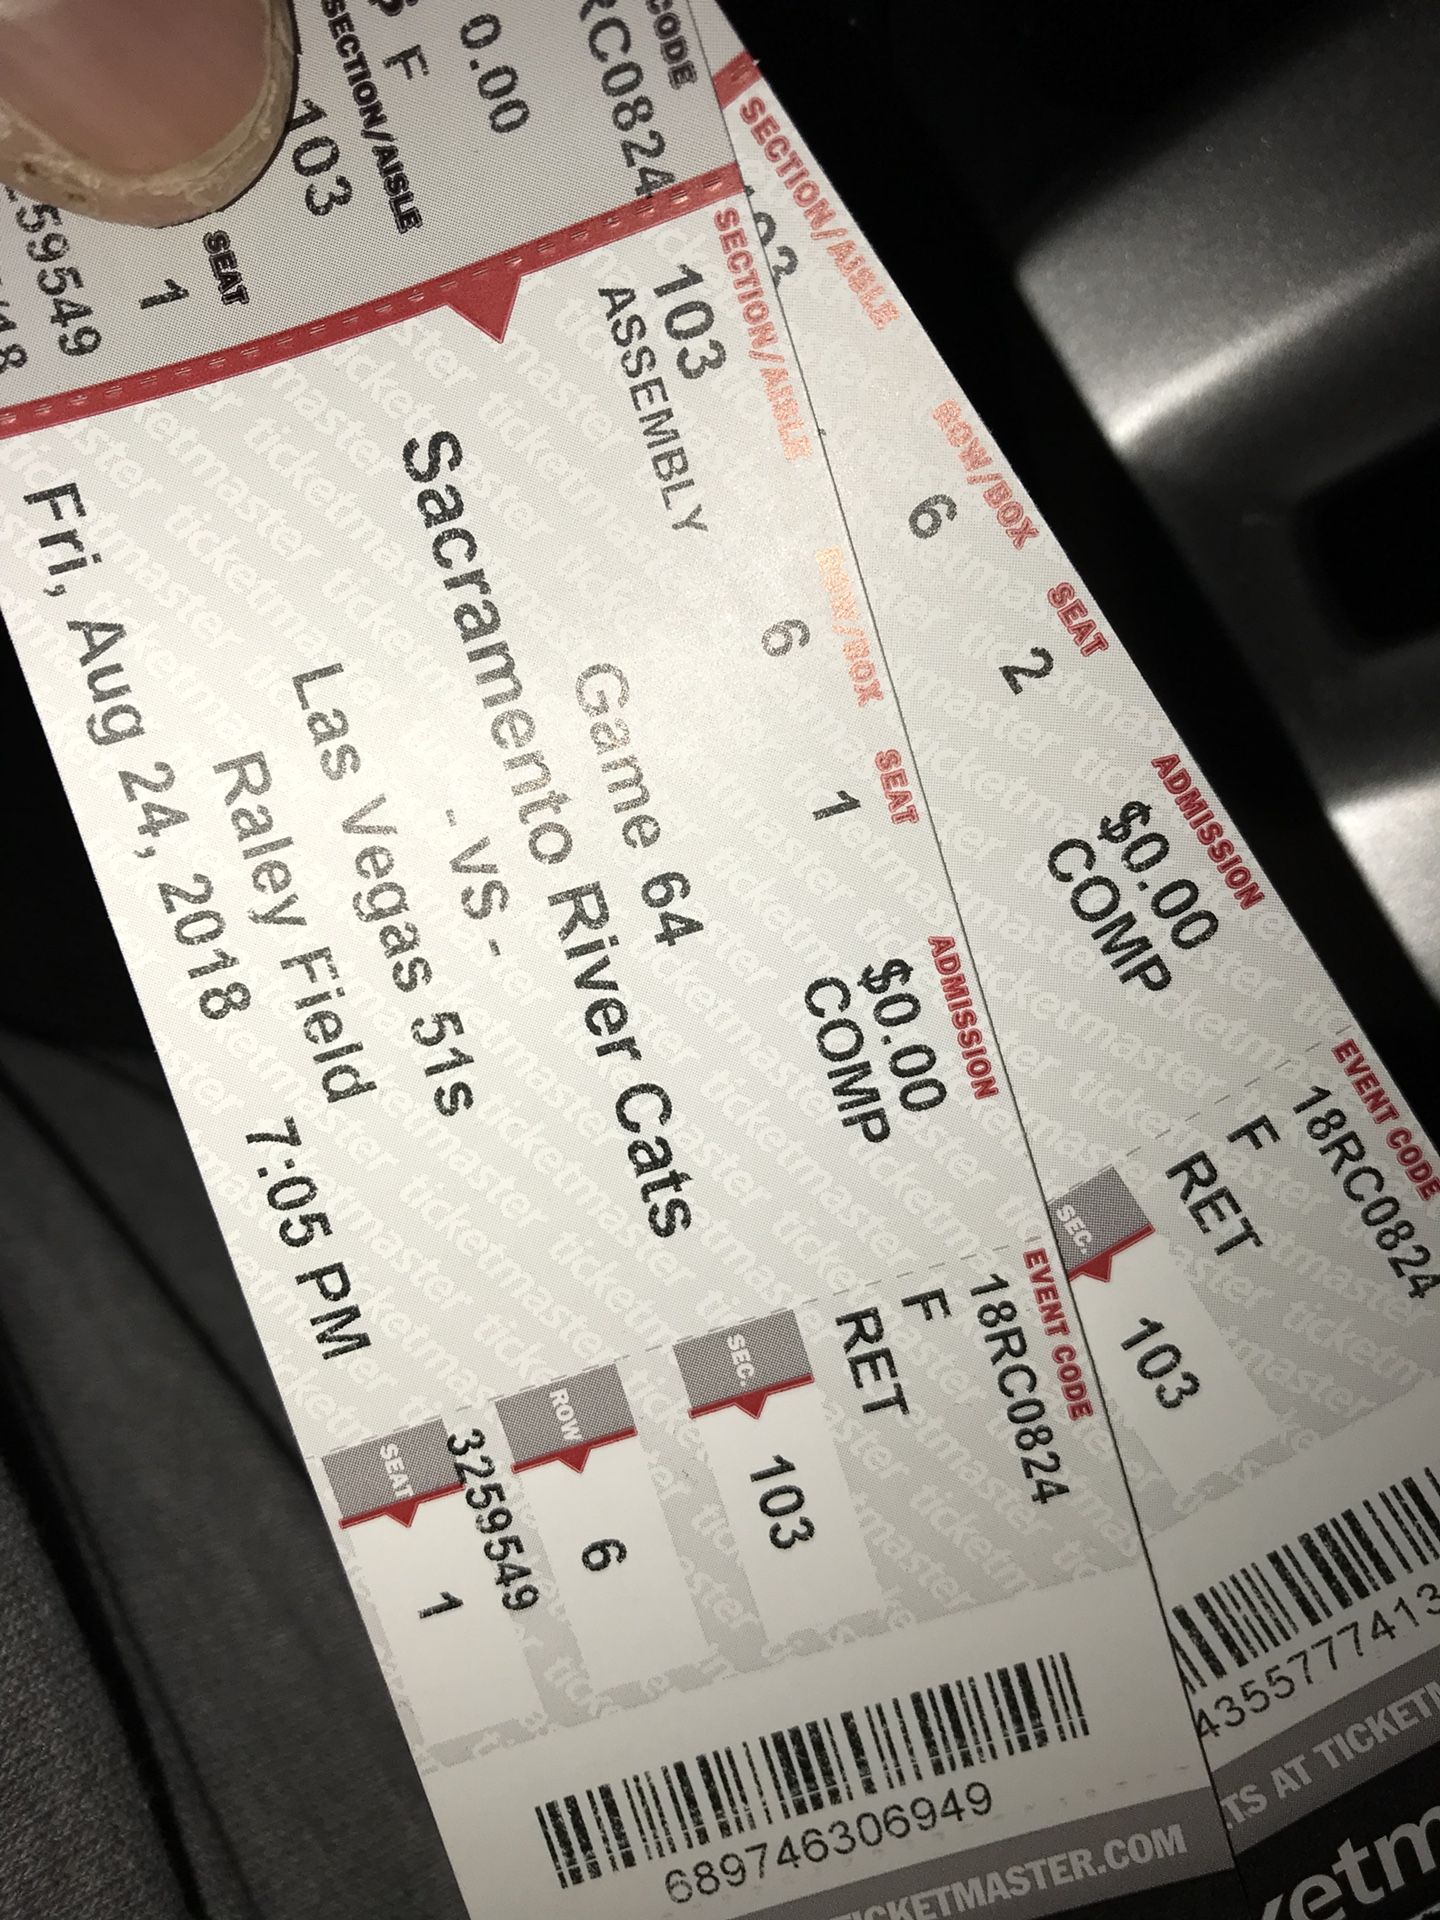 CODE
RC0824
0.00
F
SECTION/AISLE
103
SEAT
1
59549
SECTION/AISLE
ROW/BOX
6
SEAT
2
ADMISSION
$0.00
COMP
EVENT CODE
18RC0824
F
RET
SEC.
103
4355777413
SECTION/AISLE
103
ASSEMBLY
ROW/BOX
6
SEAT
1
ADMISSION
$0.00
COMP
EVENT CODE
18RC0824
F
RET
Game 64
Sacramento River Cats
- vs -
Las Vegas 51s
Raley Field
Fri, Aug 24, 2018 7:05 PM
SEC.
103
ROW
6
3259549
SEAT
1
689746306949
TICKETMASTER.COM
TS AT TICKETM
ketm